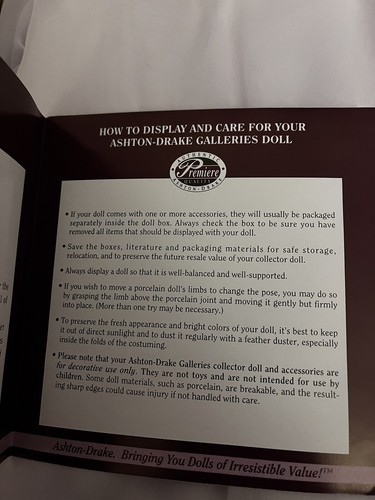 HOW TO DISPLAY AND CARE FOR YOUR
ASHTON-DRAKE GALLERIES DOLL
AUTHENTIC
Premiere
QUALITY
ASHTON-DRAKE
• If your doll comes with one or more accessories, they will usually be packaged
separately inside the doll box. Always check the box to be sure you have
removed all items that should be displayed with your doll.
• Save the boxes, literature and packaging materials for safe storage,
relocation, and to preserve the future resale value of your collector doll.
• Always display a doll so that it is well-balanced and well-supported.
• If you wish to move a porcelain doll's limbs to change the pose, you may do so
by grasping the limb above the porcelain joint and moving it gently but firmly
into place. (More than one try may be necessary.)
• To preserve the fresh appearance and bright colors of your doll, it's best to keep
it out of direct sunlight and to dust it regularly with a feather duster, especially
inside the folds of the costuming.
• Please note that your Ashton-Drake Galleries collector doll and accessories are
for decorative use only. They are not toys and are not intended for use by
children. Some doll materials, such as porcelain, are breakable, and the result-
ing sharp edges could cause injury if not handled with care.
Ashton-Drake. Bringing You Dolls of Irresistible Value!™